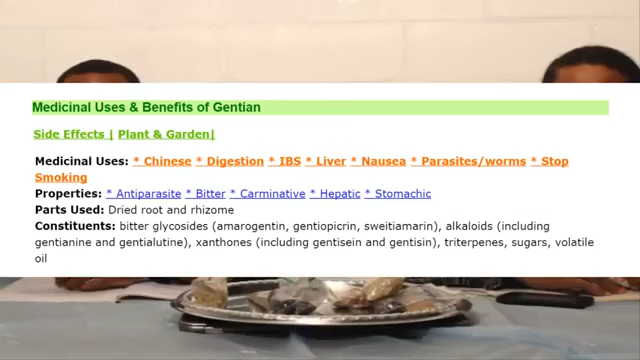 Medicinal Uses & Benefits of Gentian
Side Effects | Plant & Garden|
Medicinal Uses: * Chinese * Digestion * IBS * Liver * Nausea * Parasites/worms * Stop
Smoking
Properties: * Antiparasite * Bitter * Carminative * Hepatic * Stomachic
Parts Used: Dried root and rhizome
Constituents: bitter glycosides (amarogentin, gentiopicrin, sweitiamarin), alkaloids (including
gentianine and gentialutine), xanthones (including gentisein and gentisin), triterpenes, sugars, volatile
oil